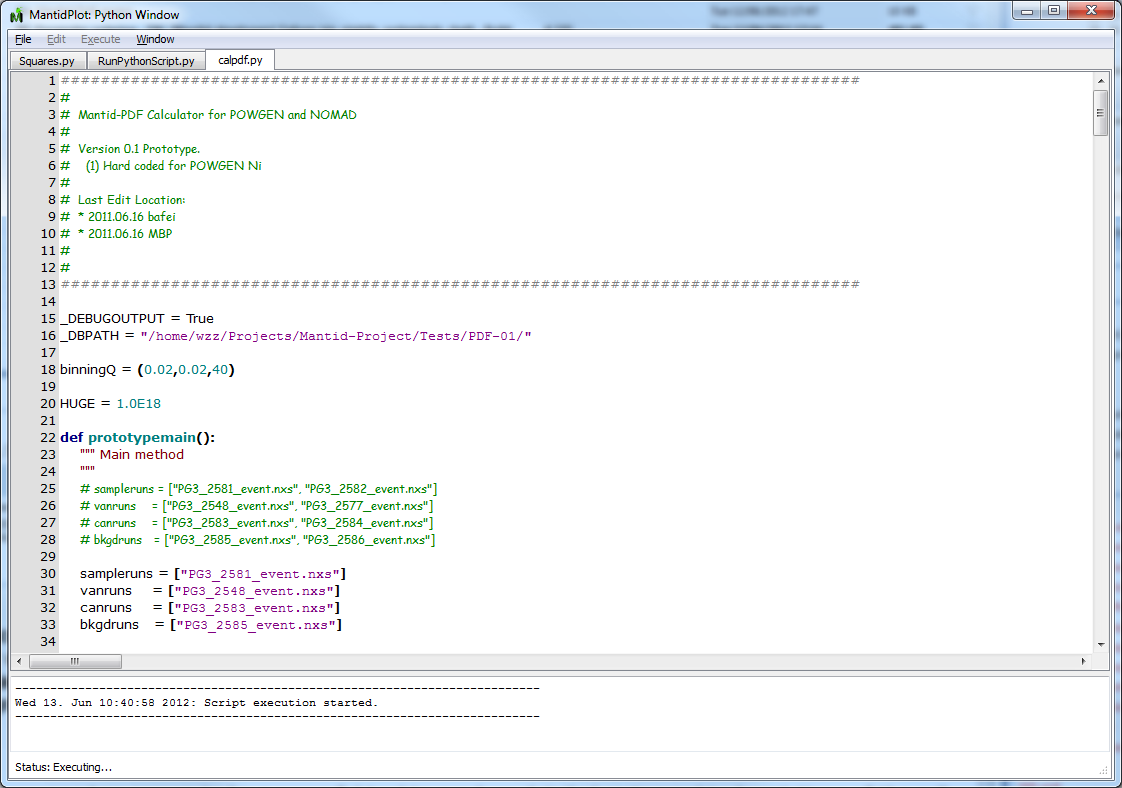 MantidPlot: Python Window
File Edit Execute Window
Squares.py RunPythonScript.py calpdf.py
1 ################################################################################
2 #
3 # Mantid-PDF Calculator for POWGEN and NOMAD
4 #
5 # Version 0.1 Prototype.
6 # (1) Hard coded for POWGEN Ni
7 #
8 # Last Edit Location:
9 # * 2011.06.16 bafei
10 # * 2011.06.16 MBP
11 #
12 #
13 ################################################################################
14
15 _DEBUGOUTPUT = True
16 _DBPATH = "/home/wzz/Projects/Mantid-Project/Tests/PDF-01/"
17
18 binningQ = (0.02,0.02,40)
19
20 HUGE = 1.0E18
21
22 def prototypemain():
23 """ Main method
24 """
25 # sampleruns = ["PG3_2581_event.nxs", "PG3_2582_event.nxs"]
26 # vanruns = ["PG3_2548_event.nxs", "PG3_2577_event.nxs"]
27 # canruns = ["PG3_2583_event.nxs", "PG3_2584_event.nxs"]
28 # bkgdruns = ["PG3_2585_event.nxs", "PG3_2586_event.nxs"]
29
30 sampleruns = ["PG3_2581_event.nxs"]
31 vanruns = ["PG3_2548_event.nxs"]
32 canruns = ["PG3_2583_event.nxs"]
33 bkgdruns = ["PG3_2585_event.nxs"]
34
---------------------------------------------------------------------------
Wed 13. Jun 10:40:58 2012: Script execution started.
---------------------------------------------------------------------------
Status: Executing...